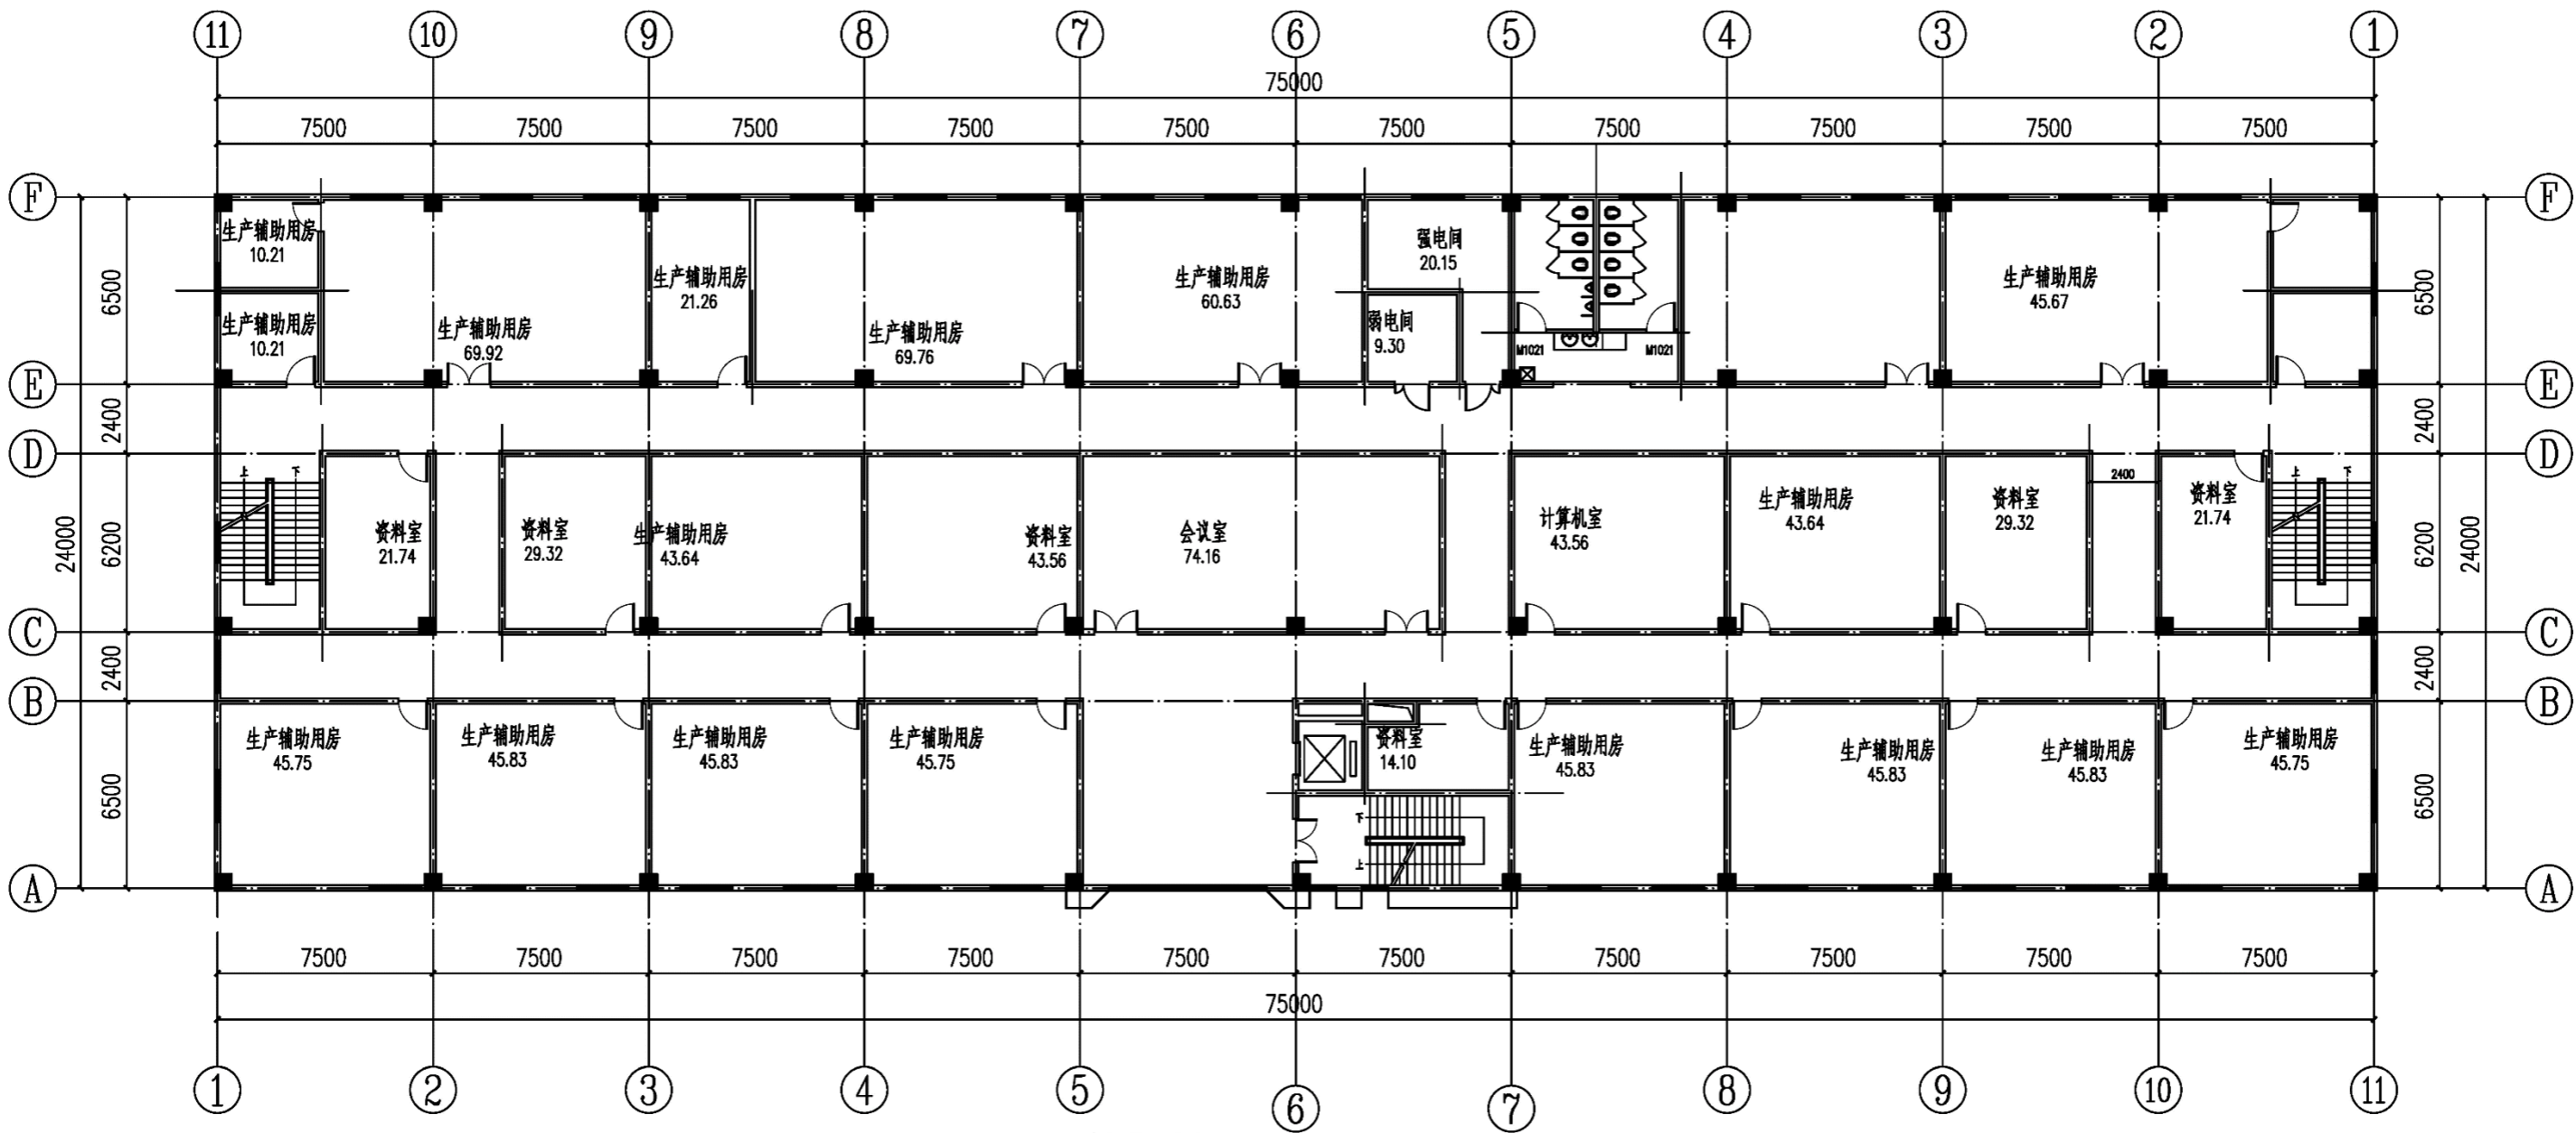 11 10 9 8 7 6 5 4 3 2 1
75000
7500 7500 7500 7500 7500 7500 7500 7500 7500 7500
F F
生产辅助用房
10.21
生产辅助用房
10.21
生产辅助用房
69.92
生产辅助用房
21.26
生产辅助用房
69.76
生产辅助用房
60.63
强电间
20.15
弱电间
9.30
M1021 M1021
生产辅助用房
45.67
6500 6500
E E
2400 2400
D D
上 下
资料室
21.74
资料室
29.32
生产辅助用房
43.64
资料室
43.56
会议室
74.16
计算机室
43.56
生产辅助用房
43.64
资料室
29.32
2400
资料室
21.74
上 下
24000 6200 6200 24000
C C
2400 2400
B B
生产辅助用房
45.75
生产辅助用房
45.83
生产辅助用房
45.83
生产辅助用房
45.75
资料室
14.10
下
上
生产辅助用房
45.83
生产辅助用房
45.83
生产辅助用房
45.83
生产辅助用房
45.75
6500 6500
A A
7500 7500 7500 7500 7500 7500 7500 7500 7500 7500
75000
1 2 3 4 5 6 7 8 9 10 11